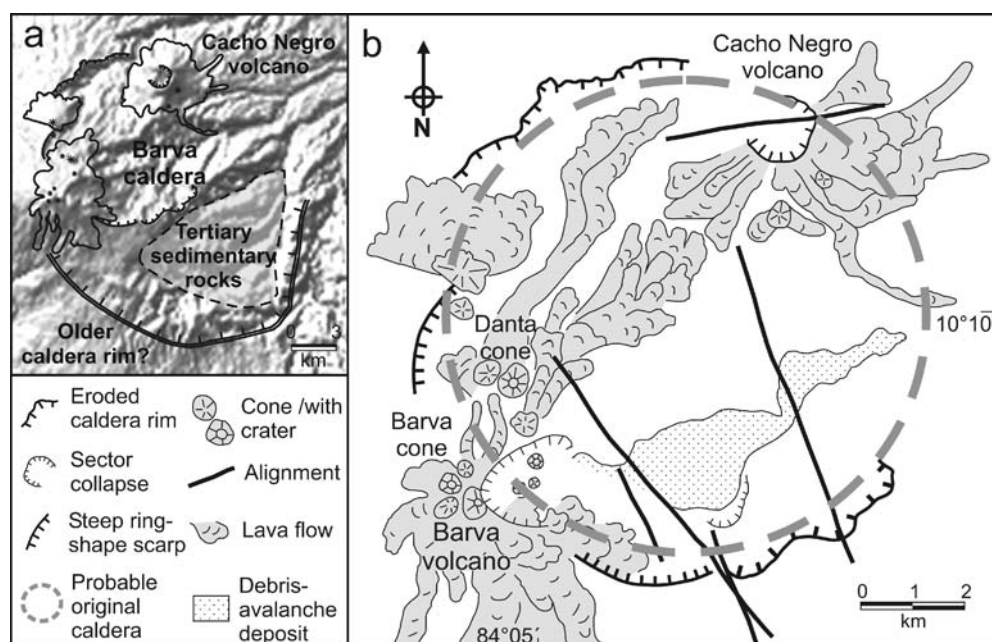 a
Cacho Negro
volcano
Barva
caldera
Tertiary
sedimentary
rocks
Older
caldera rim?
0 3
km
Eroded
caldera rim
Cone /with
crater
Sector
collapse
Alignment
Steep ring-
shape scarp
Lava flow
Probable
original
caldera
Debris-
avalanche
deposit
b
Cacho Negro
volcano
N
10°10'
Danta
cone
Barva
cone
Barva
volcano
84°05'
0 1 2
km